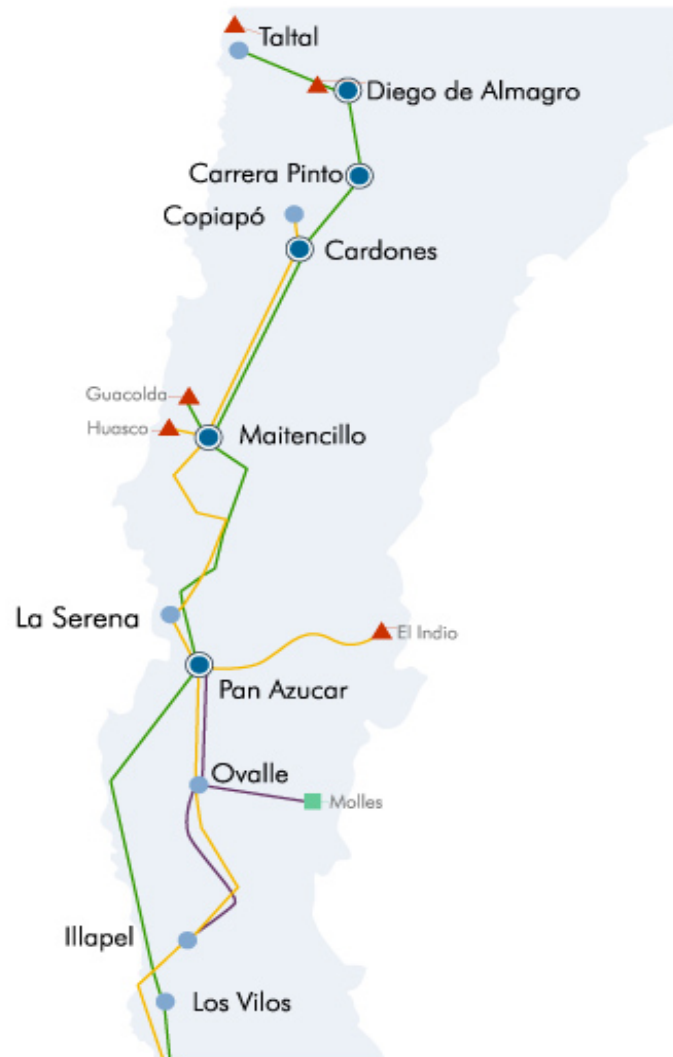 Taltal
Diego de Almagro
Carrera Pinto
Copiapó
Cardones
Guacolda
Huasco
Maitencillo
La Serena
El Indio
Pan Azucar
Ovalle
Molles
Illapel
Los Vilos